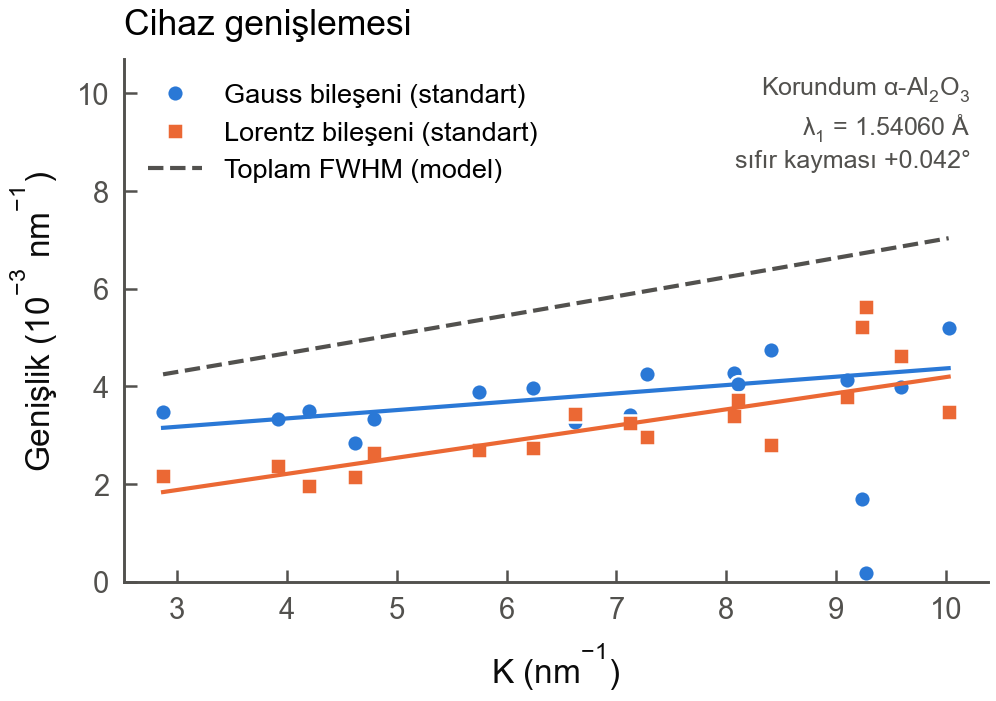 Cihaz genişlemesi
Gauss bileşeni (standart)
Lorentz bileşeni (standart)
Toplam FWHM (model)
Korundum α-Al₂O₃
λ₁ = 1.54060 Å
sıfır kayması +0.042°
Genişlik (10⁻³ nm⁻¹)
10
8
6
4
2
0
3 4 5 6 7 8 9 10
K (nm⁻¹)